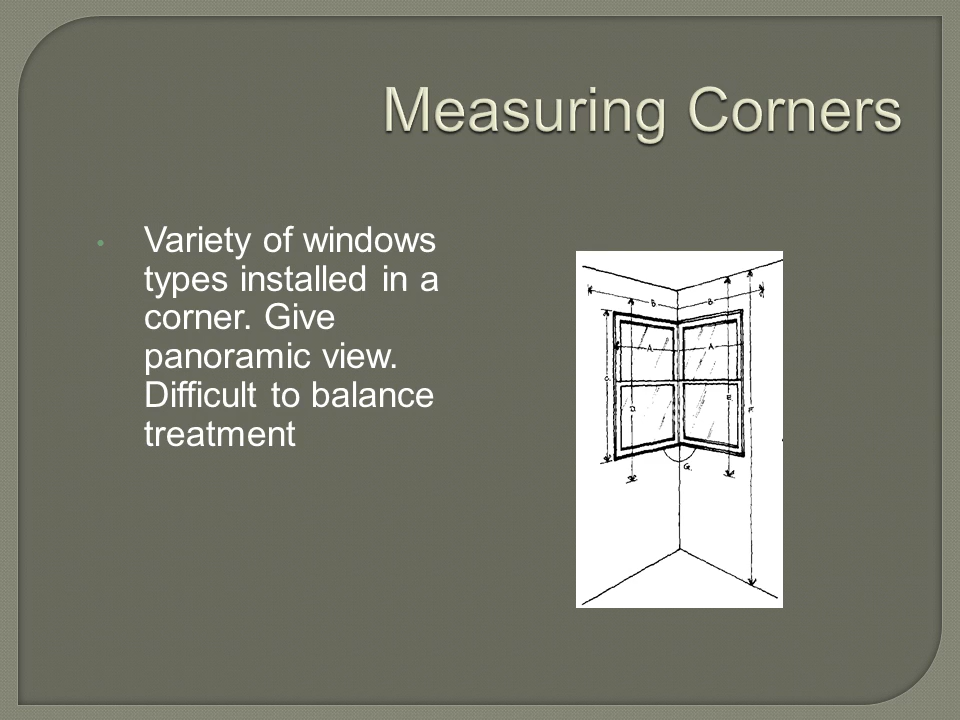 Measuring Corners
• Variety of windows
types installed in a
corner. Give
panoramic view.
Difficult to balance
treatment
B B
A A
D E F
G.